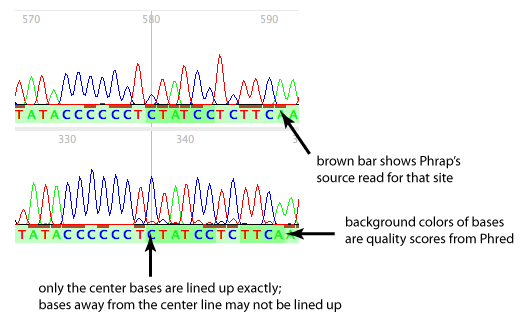 570 580 590
TATACCCCCCTCTATCCTCTTCAA
brown bar shows Phrap's
source read for that site
330 340
TATACCCCCCTCTATCCTCTTCAA
background colors of bases
are quality scores from Phred
only the center bases are lined up exactly;
bases away from the center line may not be lined up